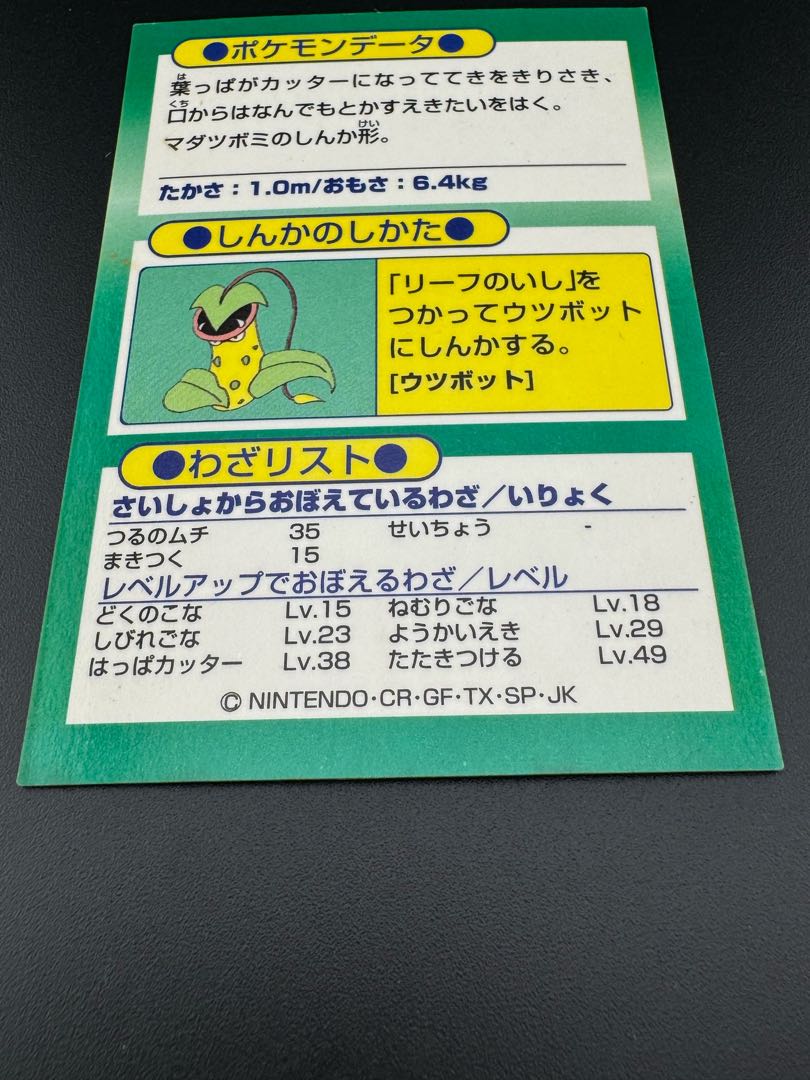 ●ポケモンデータ●
葉っぱがカッターになっててきをきりさき、
口からはなんでもとかすえきたいをはく。
マダツボミのしんか形。
たかさ：1.0m/おもさ：6.4kg
●しんかのしかた●
「リーフのいし」を
つかってウツボット
にしんかする。
[ウツボット]
●わざリスト●
さいしょからおぼえているわざ／いりょく
つるのムチ 35 せいちょう -
まきつく 15
レベルアップでおぼえるわざ／レベル
どくのこな Lv.15 ねむりごな Lv.18
しびれごな Lv.23 ようかいえき Lv.29
はっぱカッター Lv.38 たたきつける Lv.49
© NINTENDO・CR・GF・TX・SP・JK